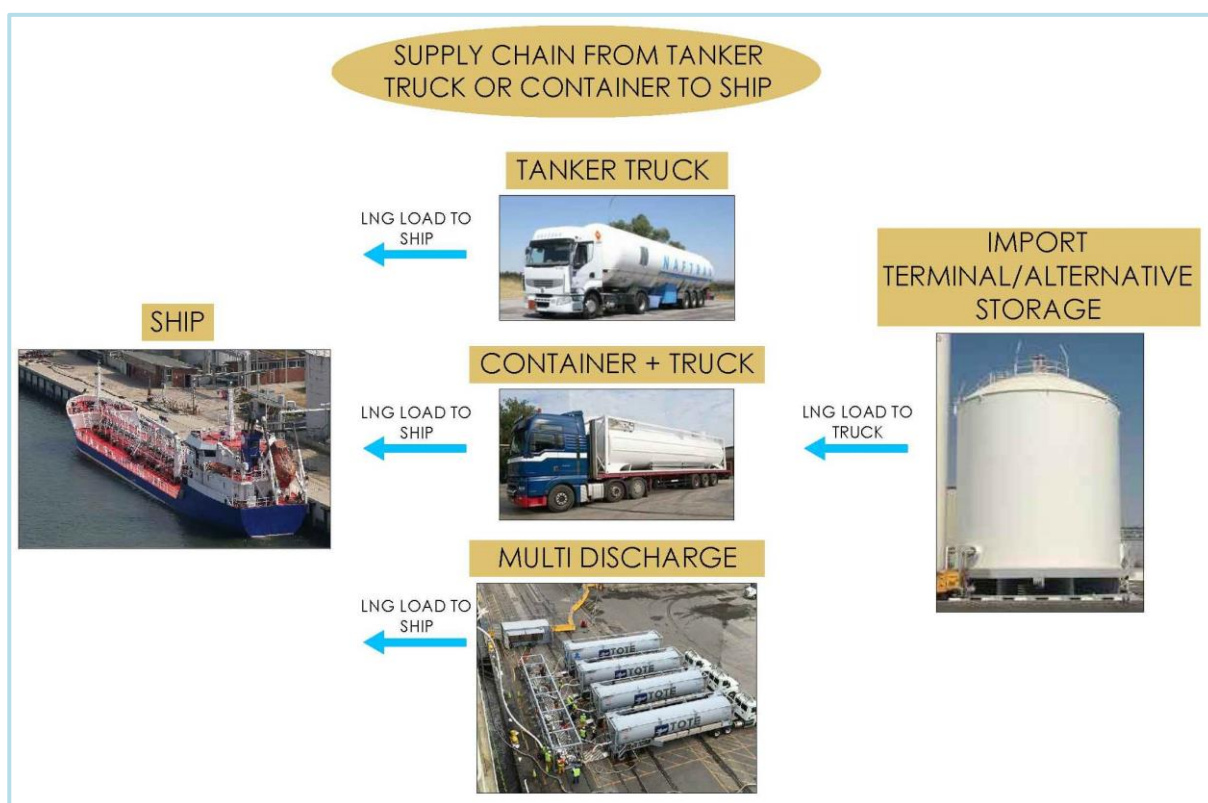 SUPPLY CHAIN FROM TANKER
TRUCK OR CONTAINER TO SHIP
TANKER TRUCK
LNG LOAD TO
SHIP
NAFTRAN
IMPORT
TERMINAL/ALTERNATIVE
STORAGE
SHIP
CONTAINER + TRUCK
LNG LOAD TO
SHIP
LNG LOAD TO
TRUCK
MULTI DISCHARGE
LNG LOAD TO
SHIP
TOTE
TOTE
TOTE
TOTE